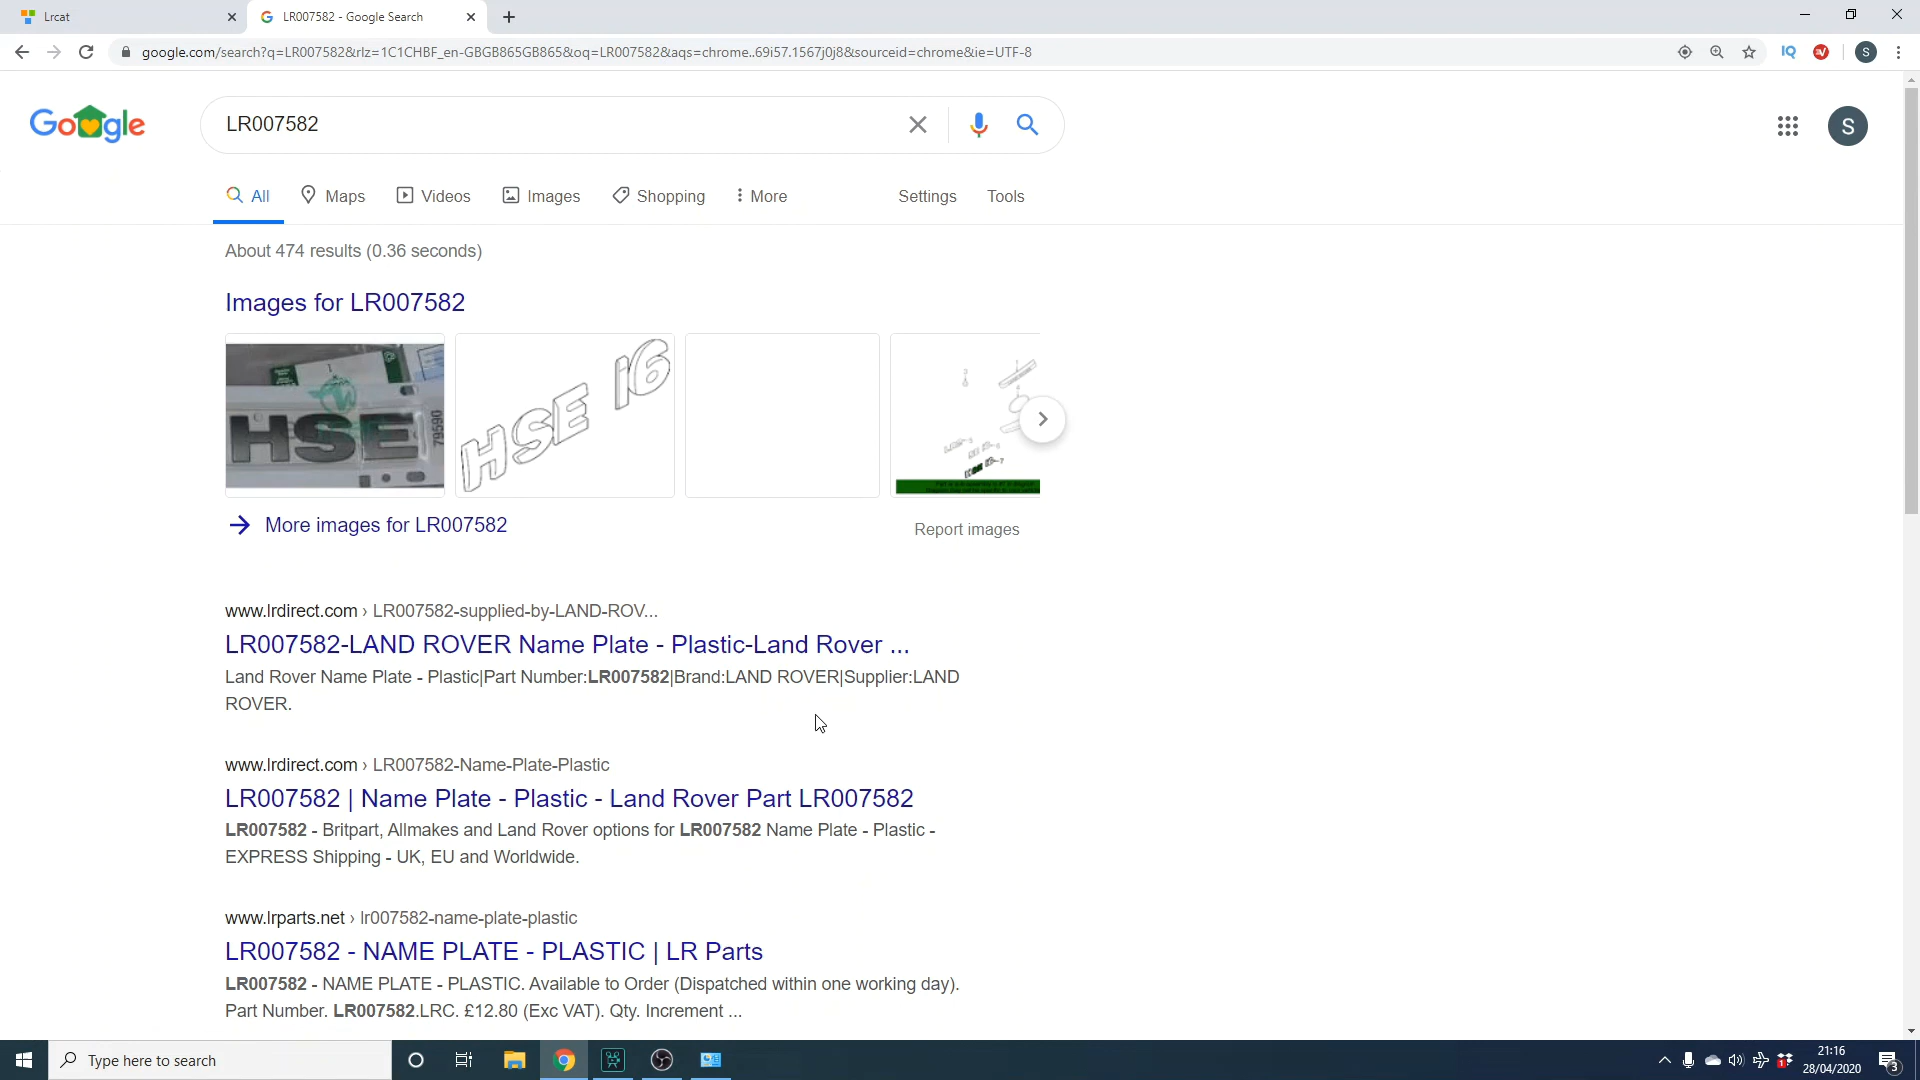 Lrcat
LR007582 - Google Search
google.com/search?q=LR007582&rlz=1C1CHBF_en-GBGB865GB865&oq=LR007582&aqs=chrome..69i57.1567j0j8&sourceid=chrome&ie=UTF-8
IQ
S
Google
LR007582
S
All
Maps
Videos
Images
Shopping
More
Settings
Tools
About 474 results (0.36 seconds)
Images for LR007582
HSE
79590
HSE i6
More images for LR007582
Report images
www.lrdirect.com › LR007582-supplied-by-LAND-ROV...
LR007582-LAND ROVER Name Plate - Plastic-Land Rover ...
Land Rover Name Plate - Plastic|Part Number:LR007582|Brand:LAND ROVER|Supplier:LAND
ROVER.
www.lrdirect.com › LR007582-Name-Plate-Plastic
LR007582 | Name Plate - Plastic - Land Rover Part LR007582
LR007582 - Britpart, Allmakes and Land Rover options for LR007582 Name Plate - Plastic -
EXPRESS Shipping - UK, EU and Worldwide.
www.lrparts.net › lr007582-name-plate-plastic
LR007582 - NAME PLATE - PLASTIC | LR Parts
LR007582 - NAME PLATE - PLASTIC. Available to Order (Dispatched within one working day).
Part Number. LR007582.LRC. £12.80 (Exc VAT). Qty. Increment ...
Type here to search
21:16
28/04/2020
3